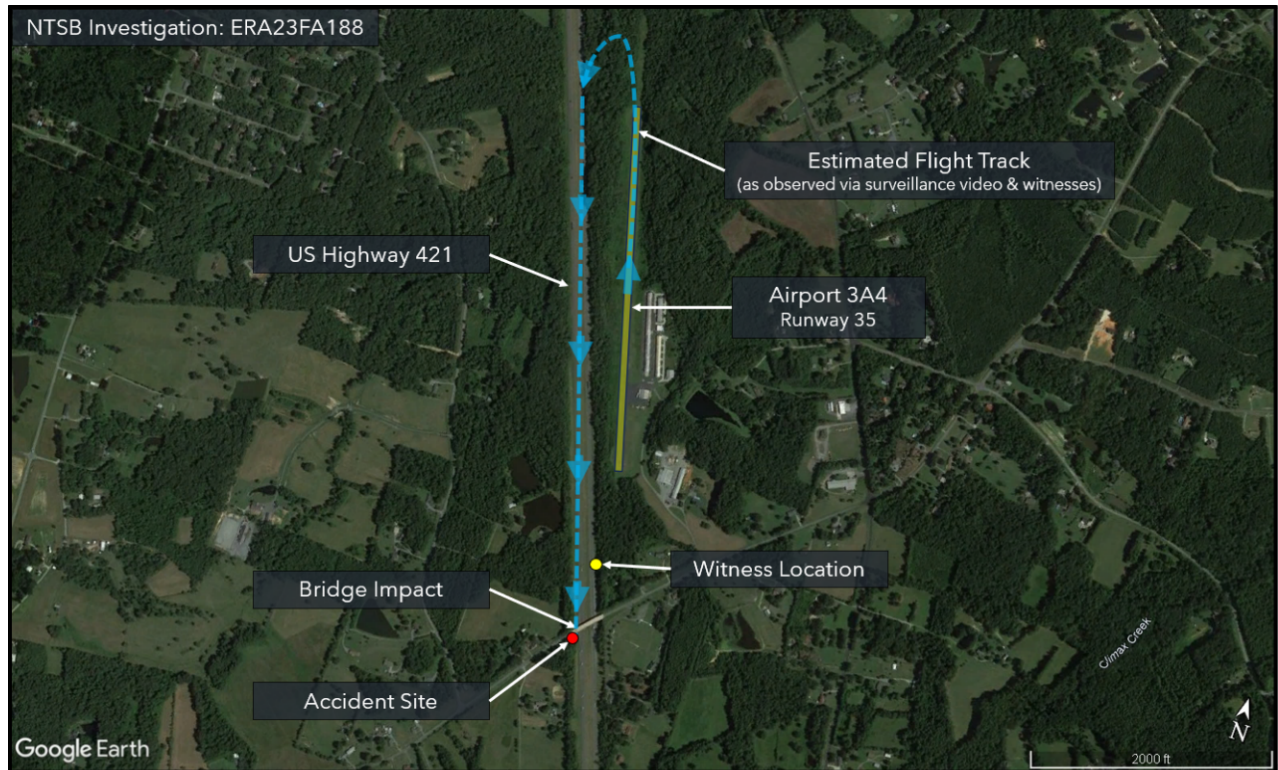 NTSB Investigation: ERA23FA188
Estimated Flight Track
(as observed via surveillance video & witnesses)
US Highway 421
Airport 3A4
Runway 35
Witness Location
Bridge Impact
Accident Site
Climax Creek
N
Google Earth
2000 ft